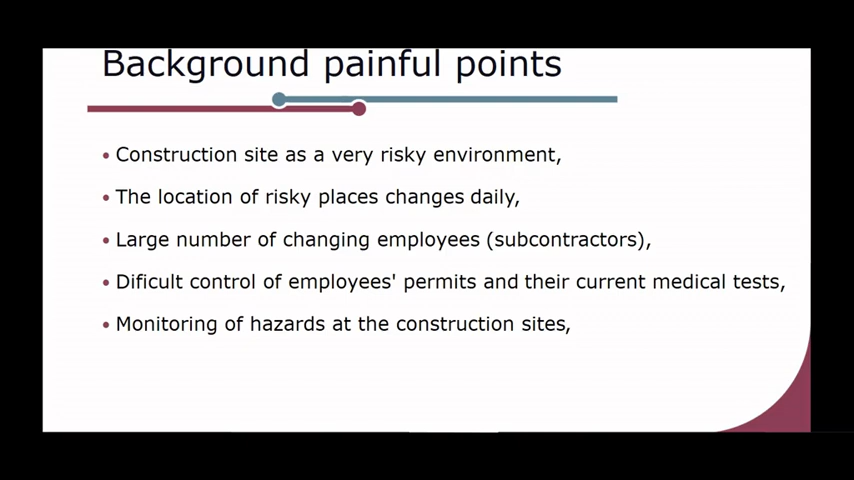 Background painful points
• Construction site as a very risky environment,
• The location of risky places changes daily,
• Large number of changing employees (subcontractors),
• Dificult control of employees' permits and their current medical tests,
• Monitoring of hazards at the construction sites,